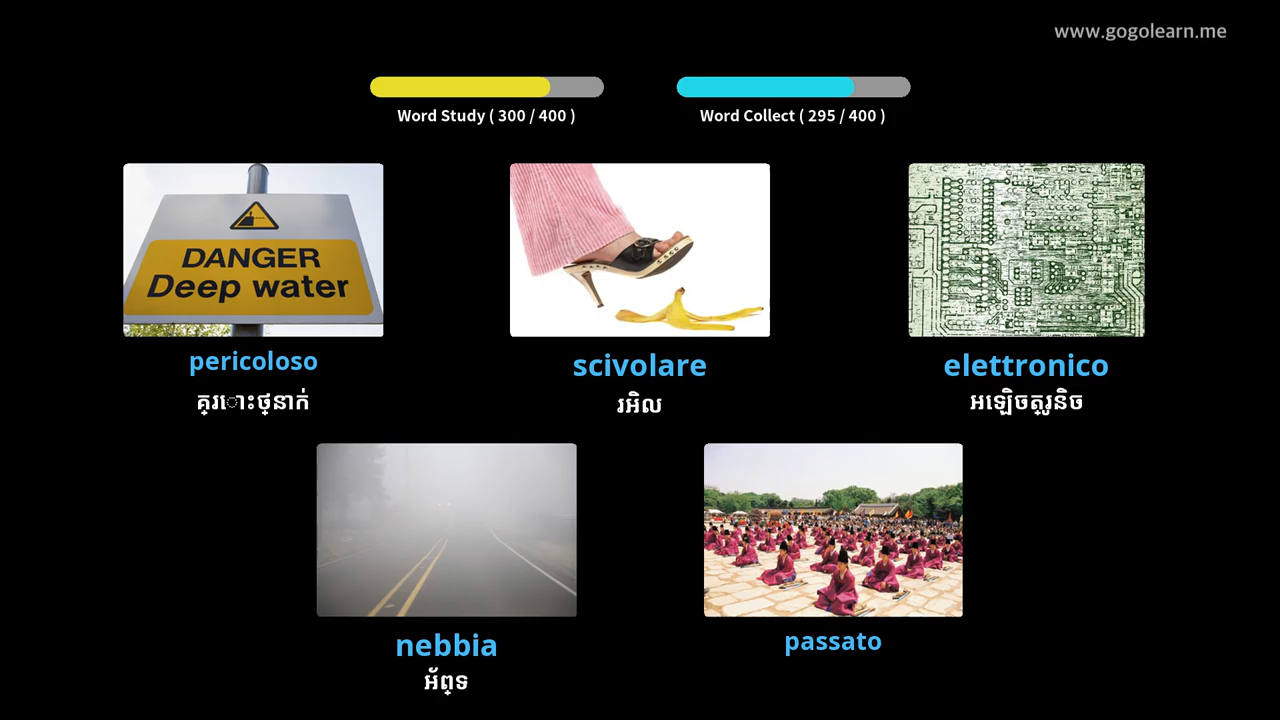 www.gogolearn.me
Word Study ( 300 / 400 )
Word Collect ( 295 / 400 )
DANGER
Deep water
pericoloso
គ្រោះថ្នាក់
scivolare
រអិល
elettronico
អេឡិចត្រូនិច
nebbia
អ័ព្ទ
passato